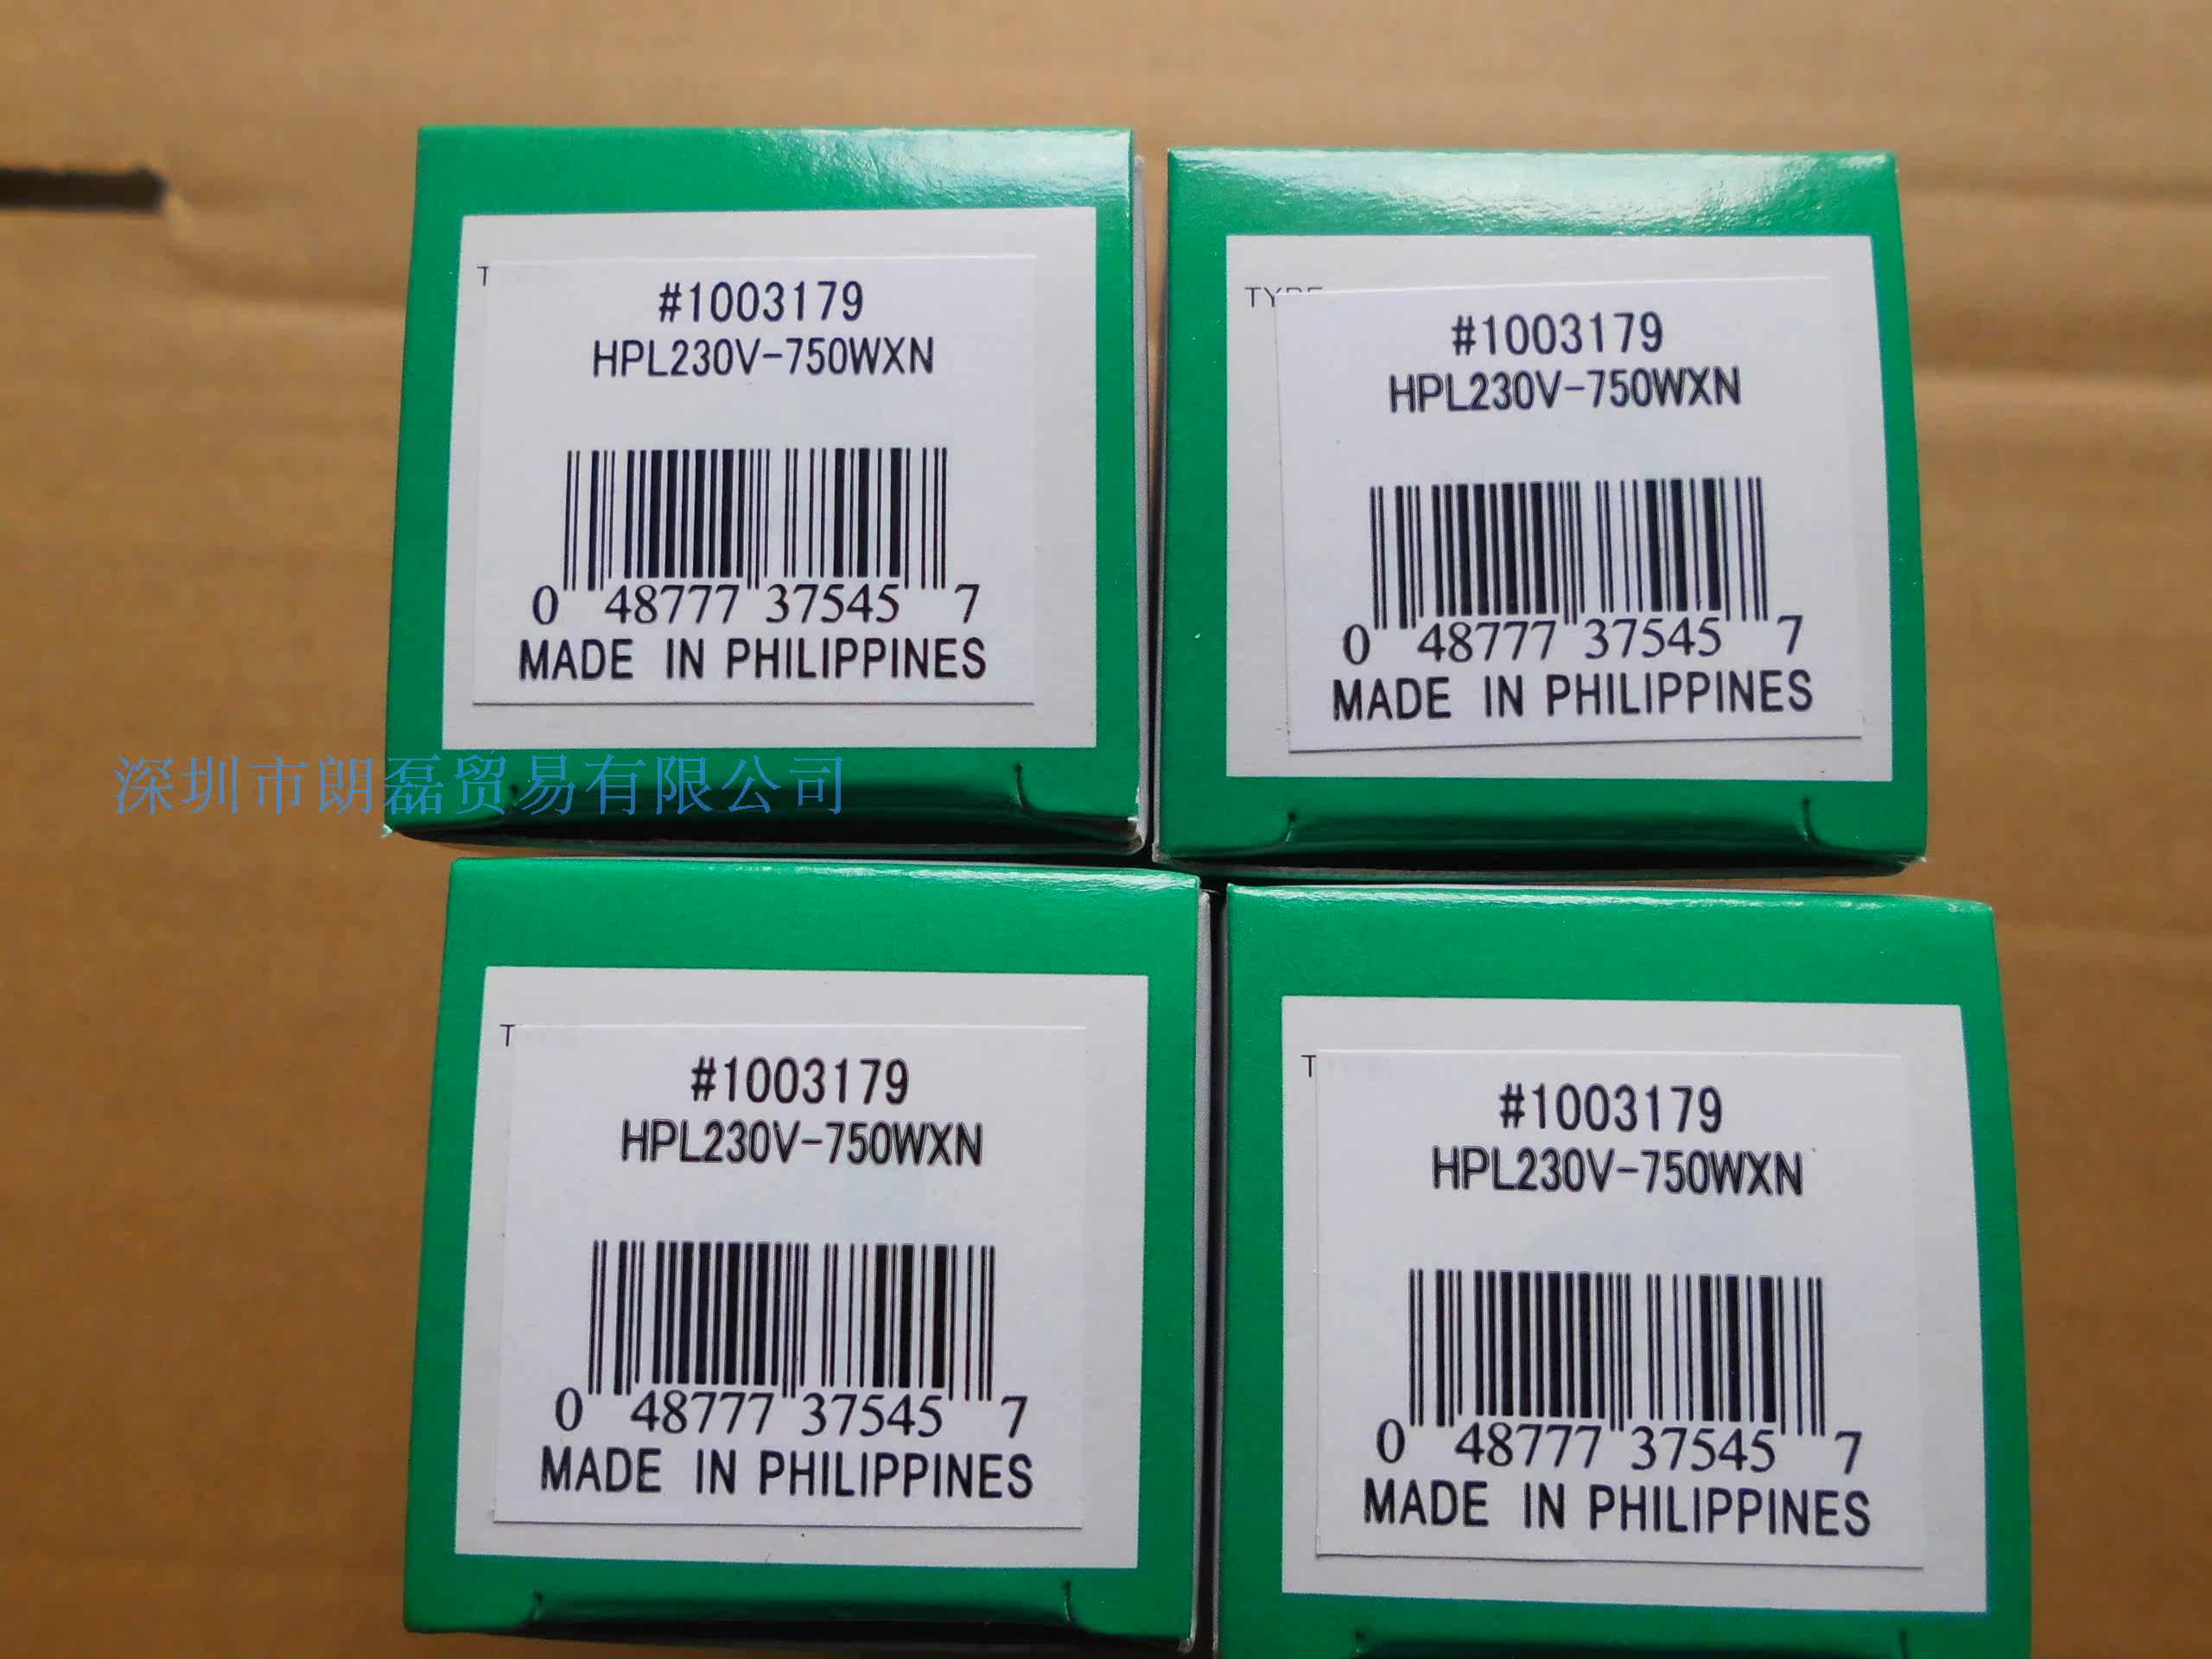 T
#1003179
HPL230V-750WXN
0 48777 37545 7
MADE IN PHILIPPINES
TYPE
#1003179
HPL230V-750WXN
0 48777 37545 7
MADE IN PHILIPPINES
深圳市朗磊贸易有限公司
T
#1003179
HPL230V-750WXN
0 48777 37545 7
MADE IN PHILIPPINES
T
#1003179
HPL230V-750WXN
0 48777 37545 7
MADE IN PHILIPPINES